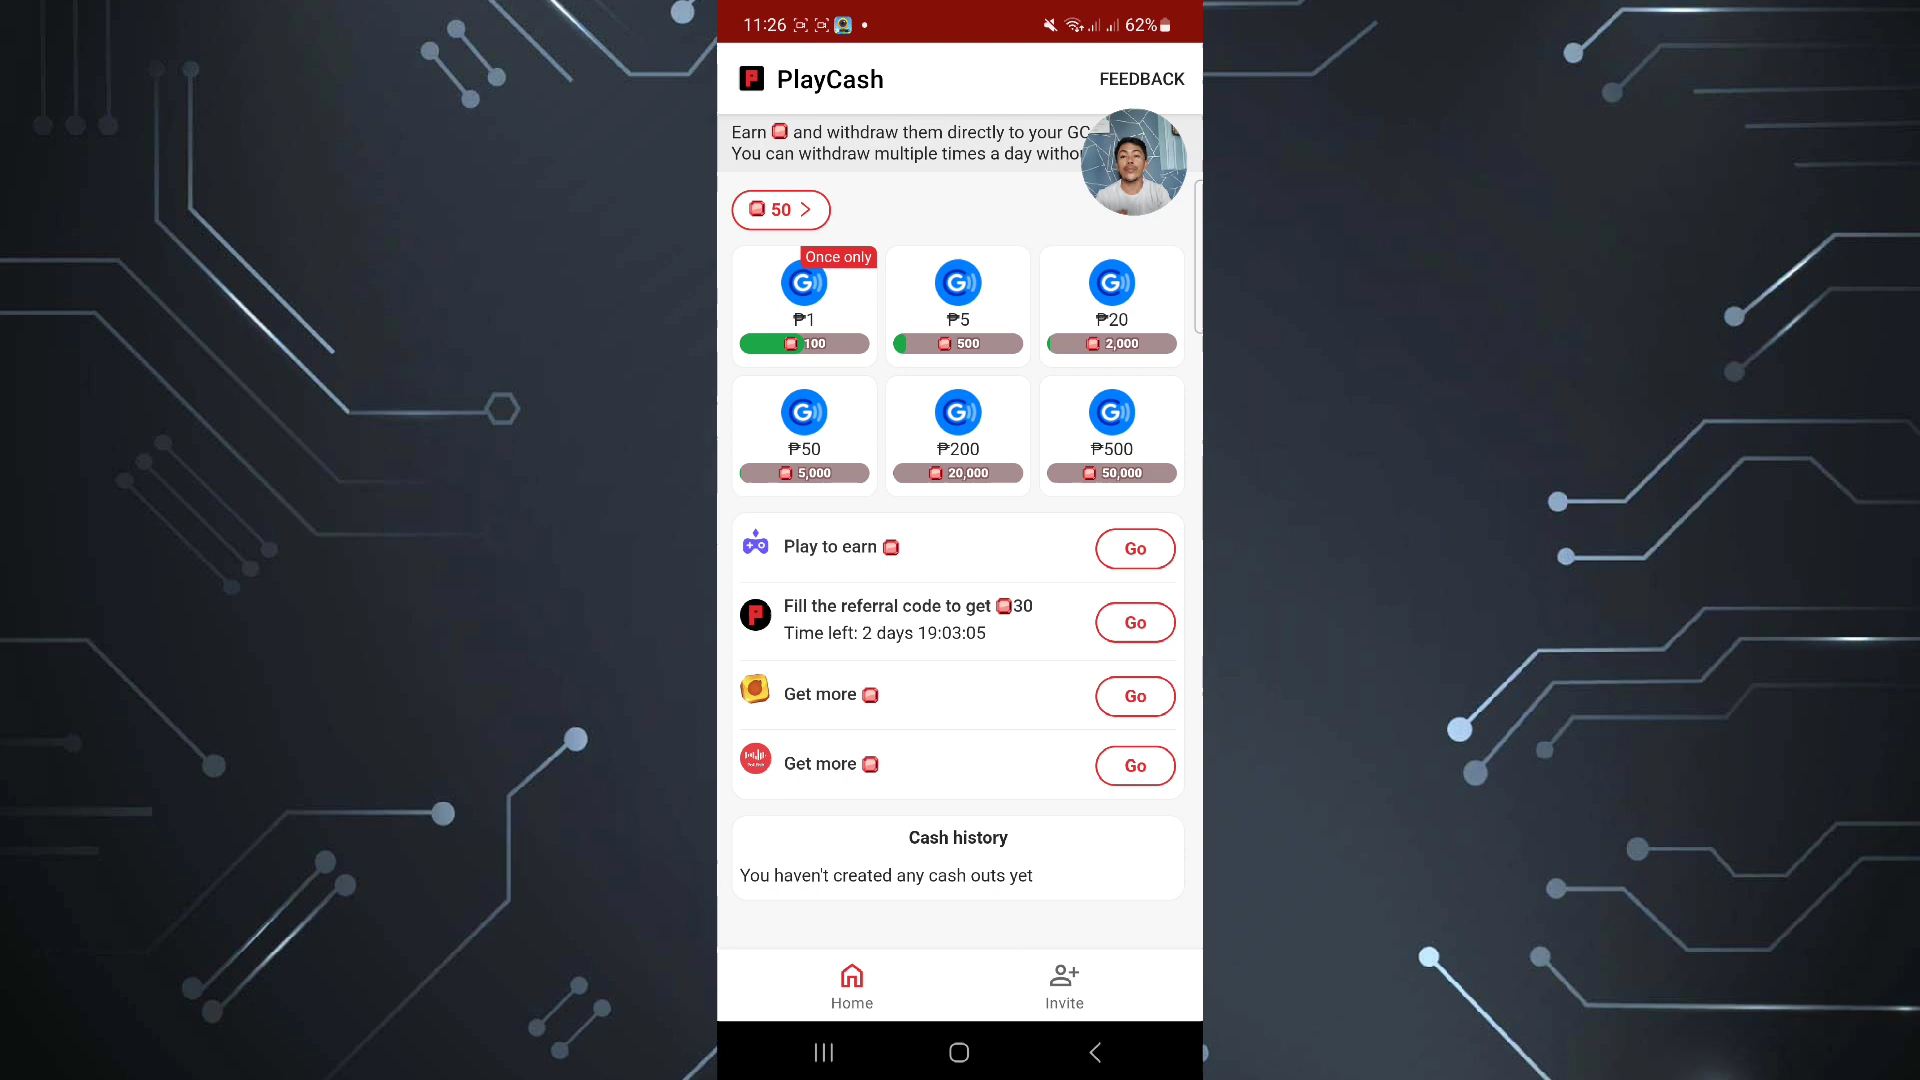 11:26
62%
PlayCash
FEEDBACK
Earn and withdraw them directly to your GC
You can withdraw multiple times a day witho
50
Once only
₱1
100
₱5
500
₱20
2,000
₱50
5,000
₱200
20,000
₱500
50,000
Play to earn
Go
Fill the referral code to get 30
Time left: 2 days 19:03:05
Go
Get more
Go
Get more
Go
Cash history
You haven't created any cash outs yet
Home
Invite